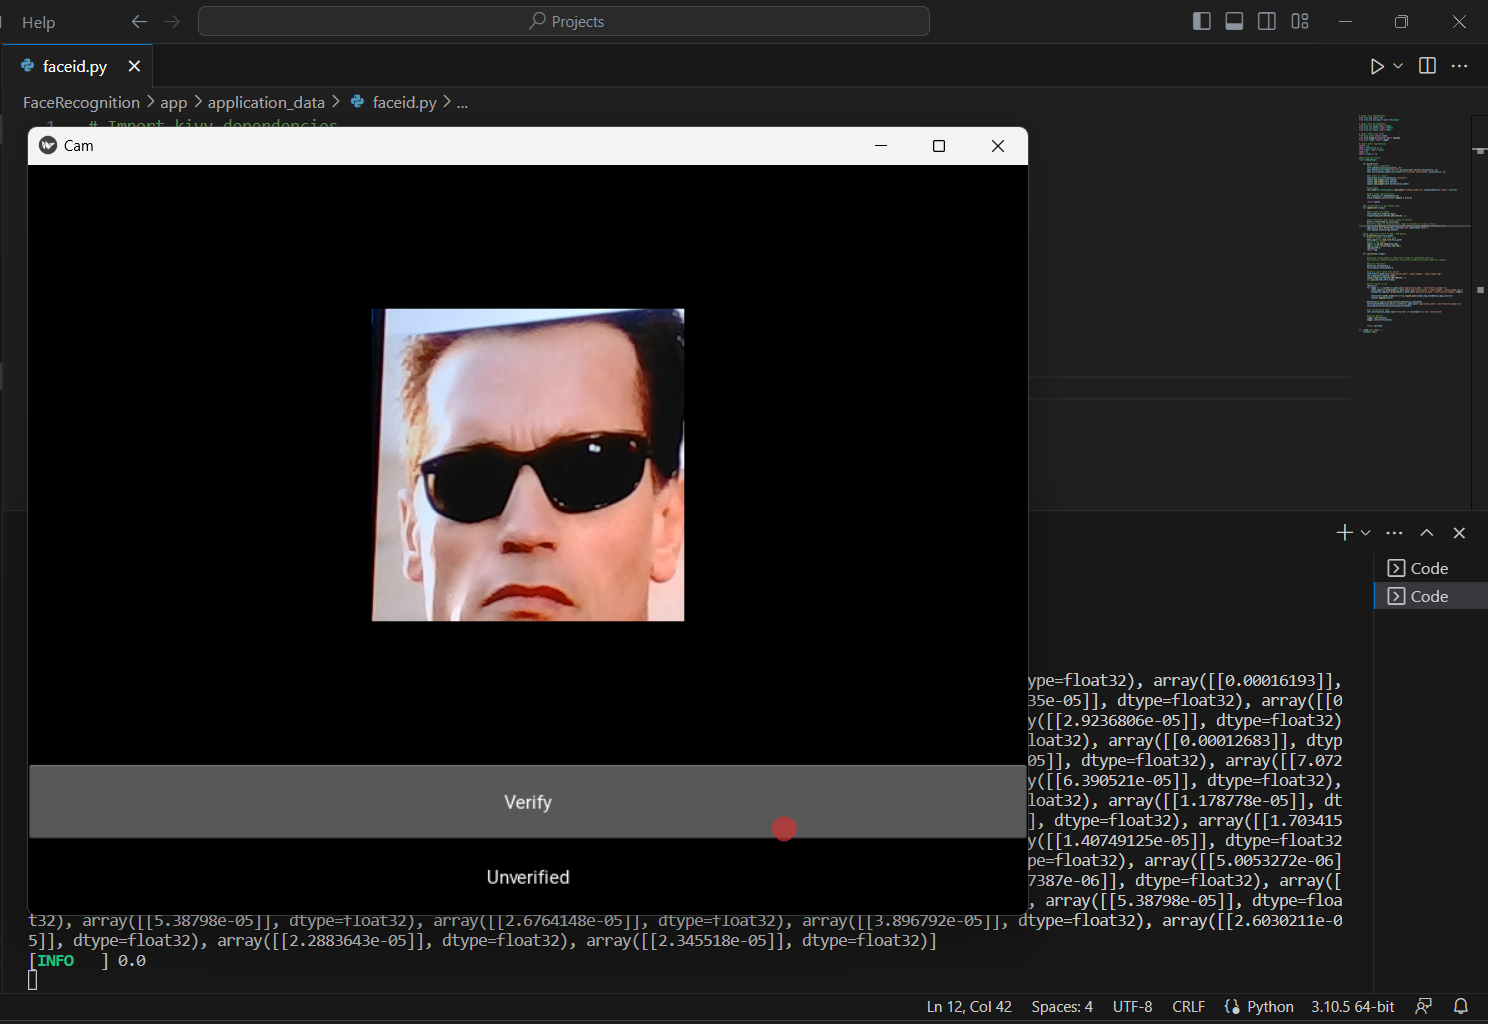 Help
Projects
faceid.py
FaceRecognition > app > application_data > faceid.py > ...
1 # Import kivy dependencies
Cam
Code
Code
Verify
Unverified
ype=float32), array([[0.00016193]],
35e-05]], dtype=float32), array([[0
y([[2.9236806e-05]], dtype=float32)
loat32), array([[0.00012683]], dtyp
05]], dtype=float32), array([[7.072
y([[6.390521e-05]], dtype=float32),
loat32), array([[1.178778e-05]], dt
], dtype=float32), array([[1.703415
y([[1.40749125e-05]], dtype=float32
pe=float32), array([[5.0053272e-06]
7387e-06]], dtype=float32), array([
, array([[5.38798e-05]], dtype=floa
t32), array([[5.38798e-05]], dtype=float32), array([[2.6764148e-05]], dtype=float32), array([[3.896792e-05]], dtype=float32), array([[2.6030211e-0
5]], dtype=float32), array([[2.2883643e-05]], dtype=float32), array([[2.345518e-05]], dtype=float32)]
[INFO   ] 0.0
Ln 12, Col 42 Spaces: 4 UTF-8 CRLF Python 3.10.5 64-bit